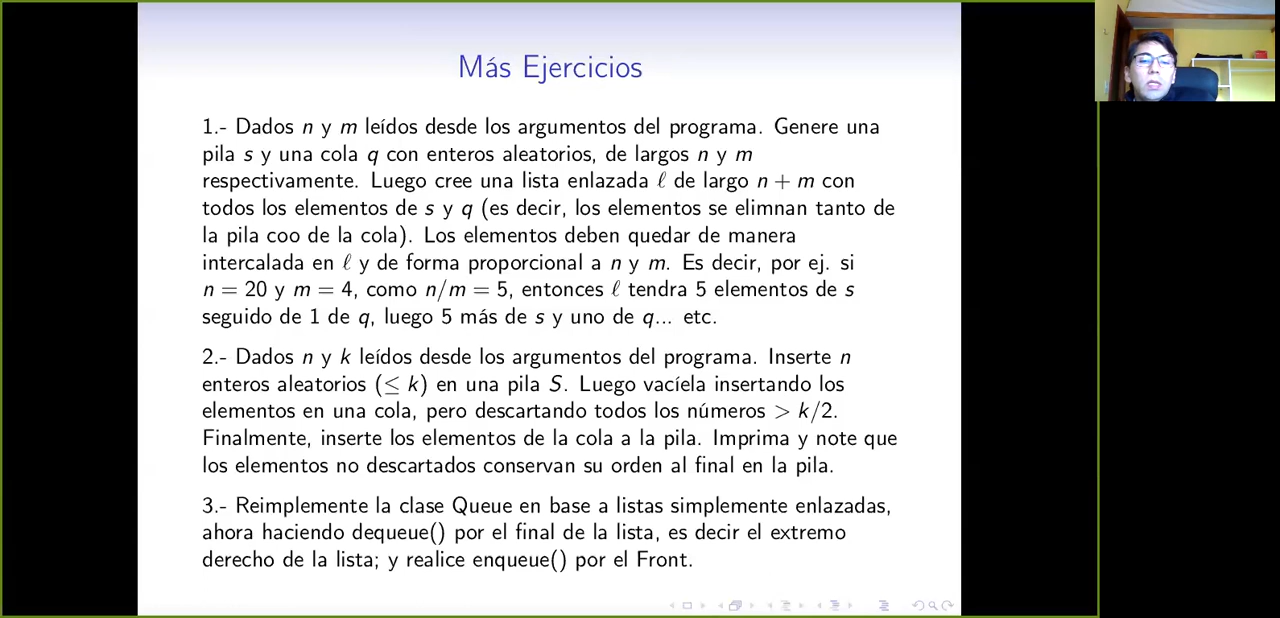 Más Ejercicios
1.- Dados n y m leídos desde los argumentos del programa. Genere una
pila s y una cola q con enteros aleatorios, de largos n y m
respectivamente. Luego cree una lista enlazada ℓ de largo n + m con
todos los elementos de s y q (es decir, los elementos se elimnan tanto de
la pila coo de la cola). Los elementos deben quedar de manera
intercalada en ℓ y de forma proporcional a n y m. Es decir, por ej. si
n = 20 y m = 4, como n/m = 5, entonces ℓ tendra 5 elementos de s
seguido de 1 de q, luego 5 más de s y uno de q... etc.
2.- Dados n y k leídos desde los argumentos del programa. Inserte n
enteros aleatorios (≤ k) en una pila S. Luego vacíela insertando los
elementos en una cola, pero descartando todos los números > k/2.
Finalmente, inserte los elementos de la cola a la pila. Imprima y note que
los elementos no descartados conservan su orden al final en la pila.
3.- Reimplemente la clase Queue en base a listas simplemente enlazadas,
ahora haciendo dequeue() por el final de la lista, es decir el extremo
derecho de la lista; y realice enqueue() por el Front.